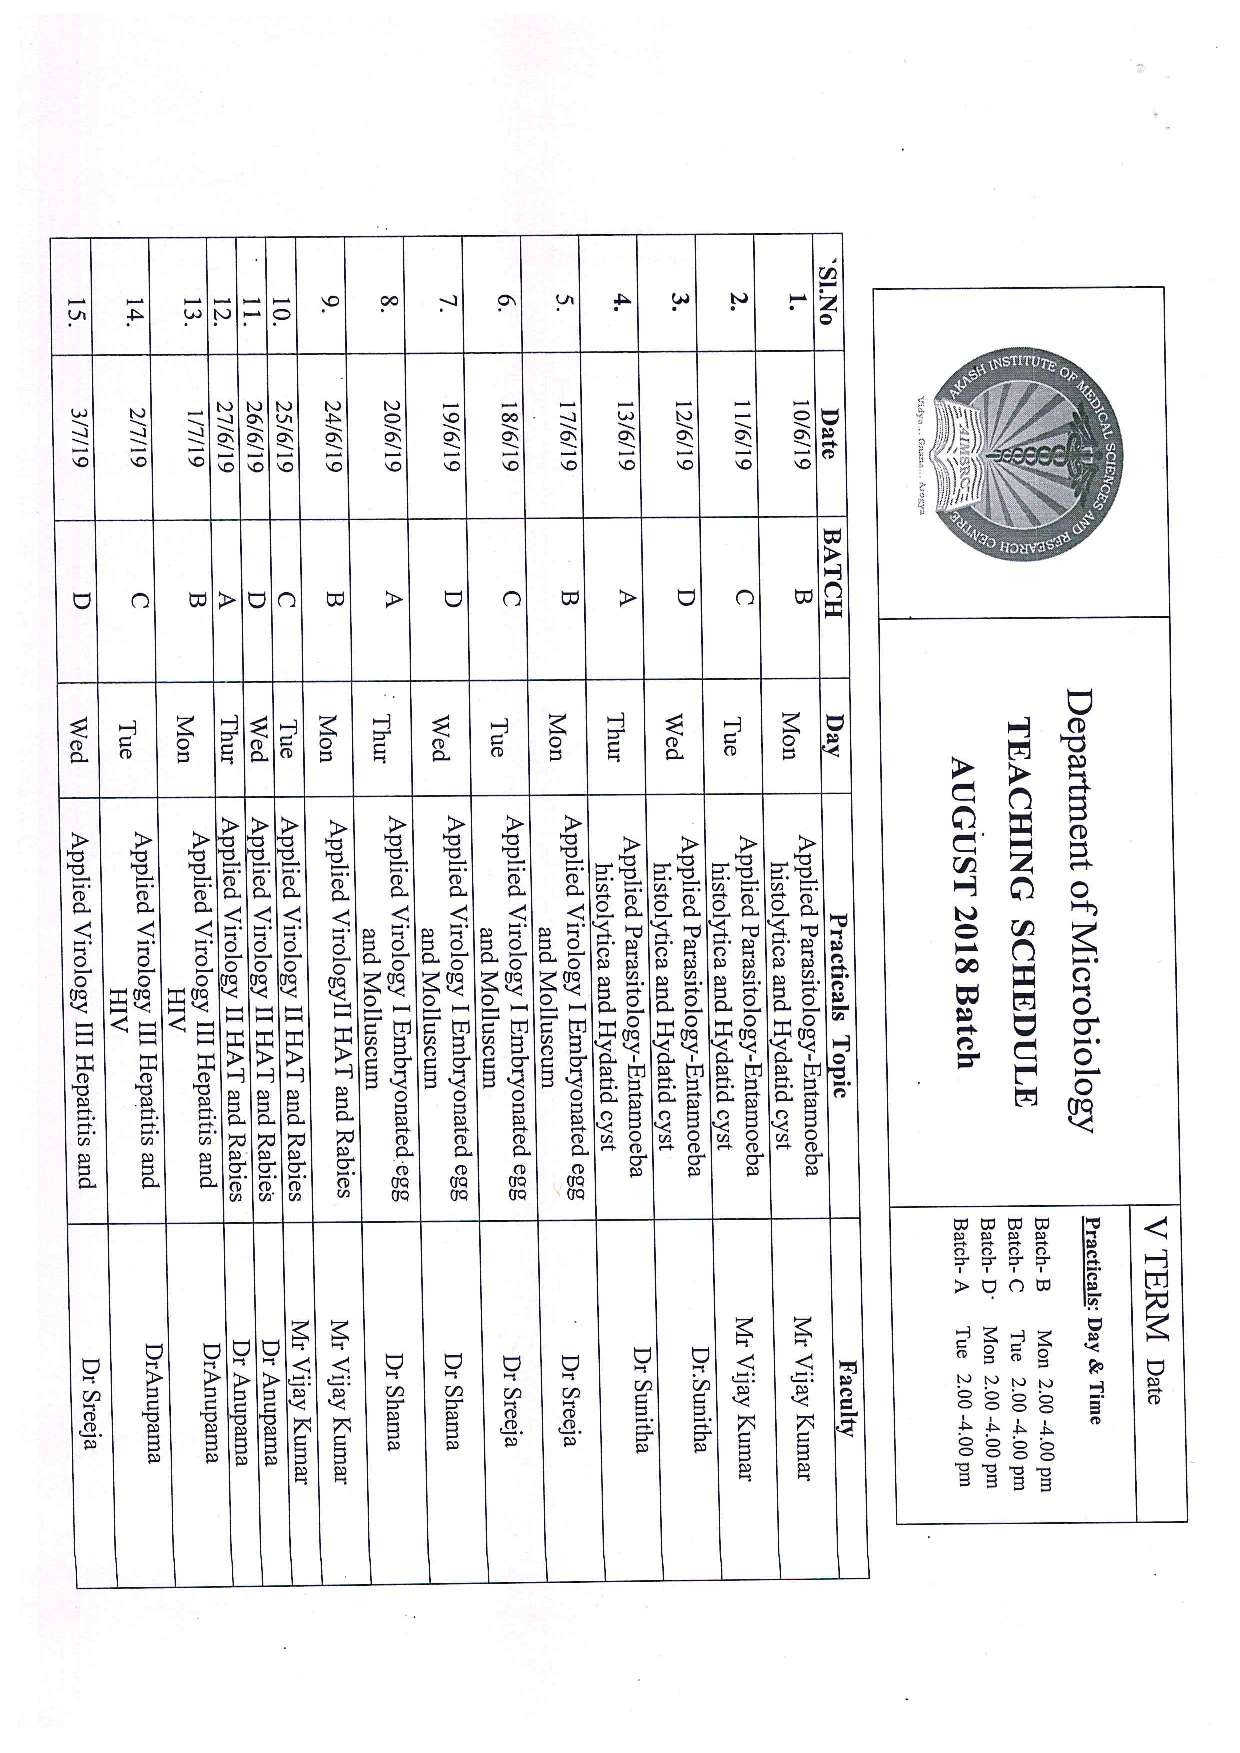 AKASH INSTITUTE OF MEDICAL SCIENCES AND RESEARCH CENTRE
AIMSRC
Vidya... Gnana... Arogya
Department of Microbiology
TEACHING SCHEDULE
AUGUST 2018 Batch
V TERM Date
Practicals: Day & Time
Batch- B Mon 2.00 -4.00 pm
Batch- C Tue 2.00 -4.00 pm
Batch- D Mon 2.00 -4.00 pm
Batch- A Tue 2.00 -4.00 pm
`Sl.No Date BATCH Day Practicals Topic Faculty
1. 10/6/19 B Mon Applied Parasitology-Entamoeba Mr Vijay Kumar
histolytica and Hydatid cyst
2. 11/6/19 C Tue Applied Parasitology-Entamoeba Mr Vijay Kumar
histolytica and Hydatid cyst
3. 12/6/19 D Wed Applied Parasitology-Entamoeba Dr.Sunitha
histolytica and Hydatid cyst
4. 13/6/19 A Thur Applied Parasitology-Entamoeba Dr Sunitha
histolytica and Hydatid cyst
5. 17/6/19 B Mon Applied Virology I Embryonated egg Dr Sreeja
and Molluscum
6. 18/6/19 C Tue Applied Virology I Embryonated egg Dr Sreeja
and Molluscum
7. 19/6/19 D Wed Applied Virology I Embryonated egg Dr Shama
and Molluscum
8. 20/6/19 A Thur Applied Virology I Embryonated egg Dr Shama
and Molluscum
9. 24/6/19 B Mon Applied VirologyII HAT and Rabies Mr Vijay Kumar
10. 25/6/19 C Tue Applied Virology II HAT and Rabies Mr Vijay Kumar
11. 26/6/19 D Wed Applied Virology II HAT and Rabies Dr Anupama
12. 27/6/19 A Thur Applied Virology II HAT and Rabies Dr Anupama
13. 1/7/19 B Mon Applied Virology III Hepatitis and DrAnupama
HIV
14. 2/7/19 C Tue Applied Virology III Hepatitis and DrAnupama
HIV
15. 3/7/19 D Wed Applied Virology III Hepatitis and Dr Sreeja